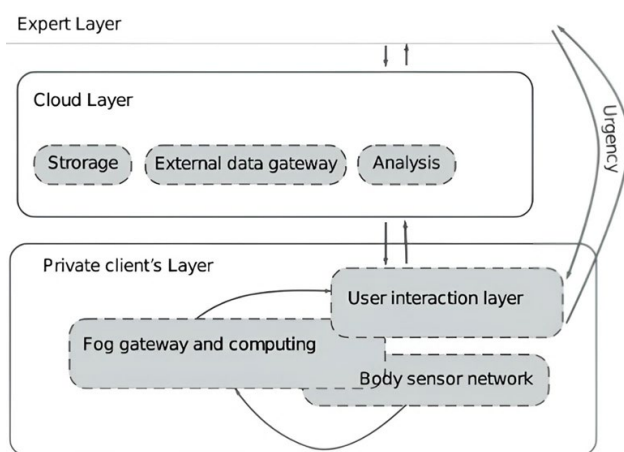 Expert Layer
Urgency
Cloud Layer
Strorage
External data gateway
Analysis
Private client's Layer
User interaction layer
Fog gateway and computing
Body sensor network